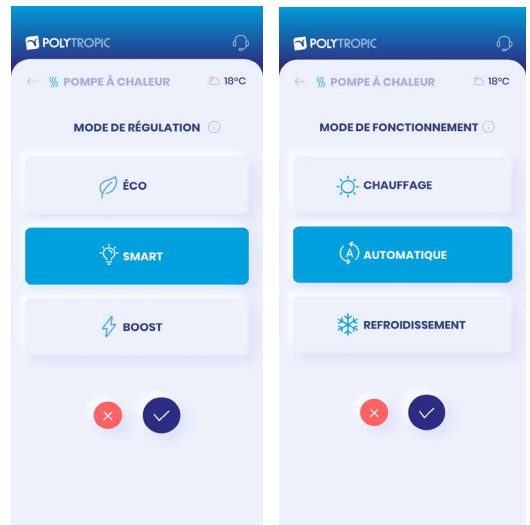 POLYTROPIC
POMPE À CHALEUR 18°C
MODE DE RÉGULATION
ÉCO
SMART
BOOST
POLYTROPIC
POMPE À CHALEUR 18°C
MODE DE FONCTIONNEMENT
CHAUFFAGE
A AUTOMATIQUE
REFROIDISSEMENT